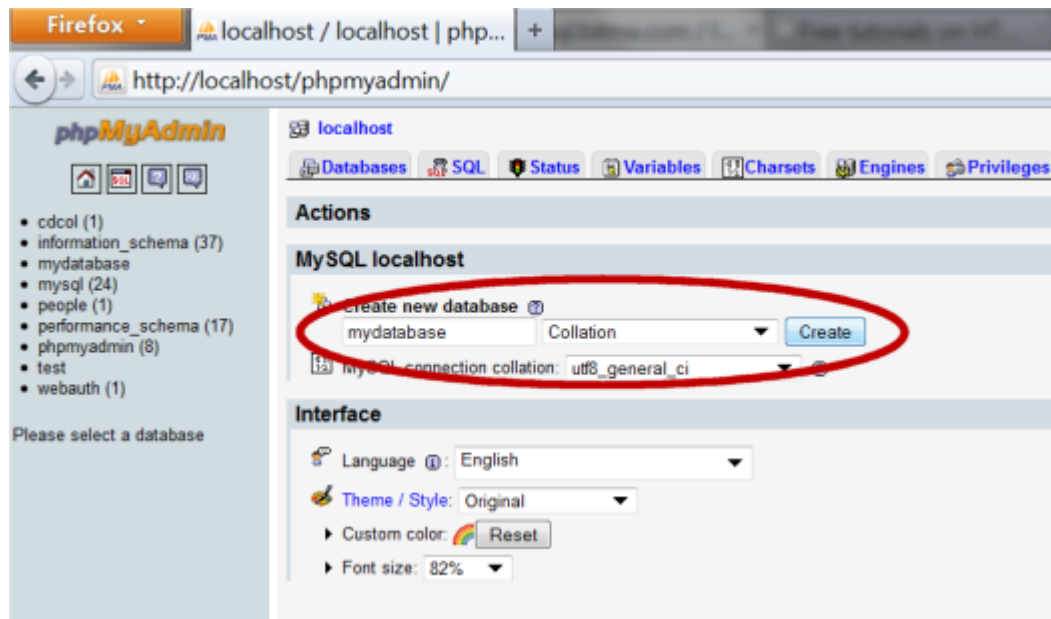 Firefox
localhost / localhost | php... +
http://localhost/phpmyadmin/
phpMyAdmin
cdcol (1)
information_schema (37)
mydatabase
mysql (24)
people (1)
performance_schema (17)
phpmyadmin (8)
test
webauth (1)
Please select a database
localhost
Databases SQL Status Variables Charsets Engines Privileges
Actions
MySQL localhost
Create new database
mydatabase Collation Create
MySQL connection collation: utf8_general_ci
Interface
Language : English
Theme / Style: Original
Custom color: Reset
Font size: 82%